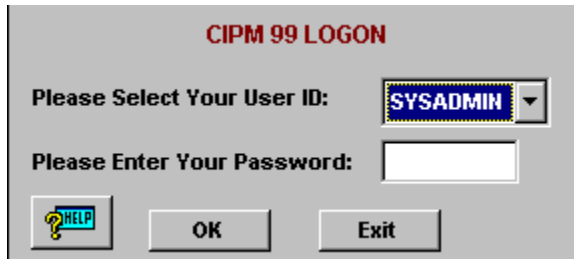 CIPM 99 LOGON
Please Select Your User ID: SYSADMIN
Please Enter Your Password:
HELP OK Exit